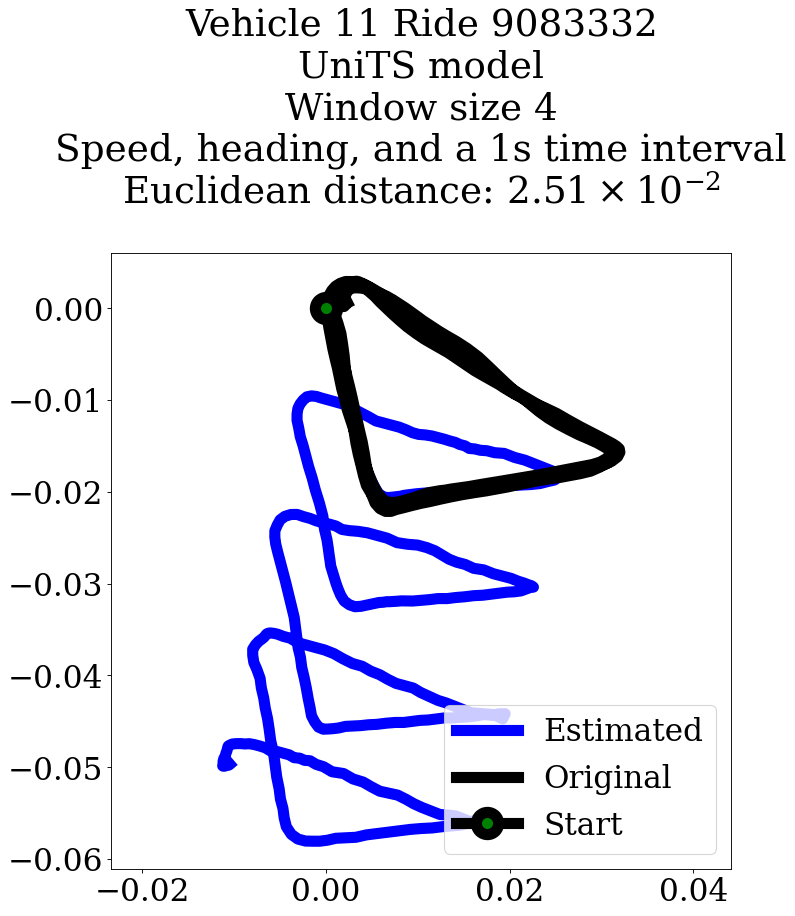 Vehicle 11 Ride 9083332
UniTS model
Window size 4
Speed, heading, and a 1s time interval
Euclidean distance: 2.51 × 10⁻²
0.00
−0.01
−0.02
−0.03
−0.04
−0.05
−0.06
Estimated
Original
Start
−0.02 0.00 0.02 0.04